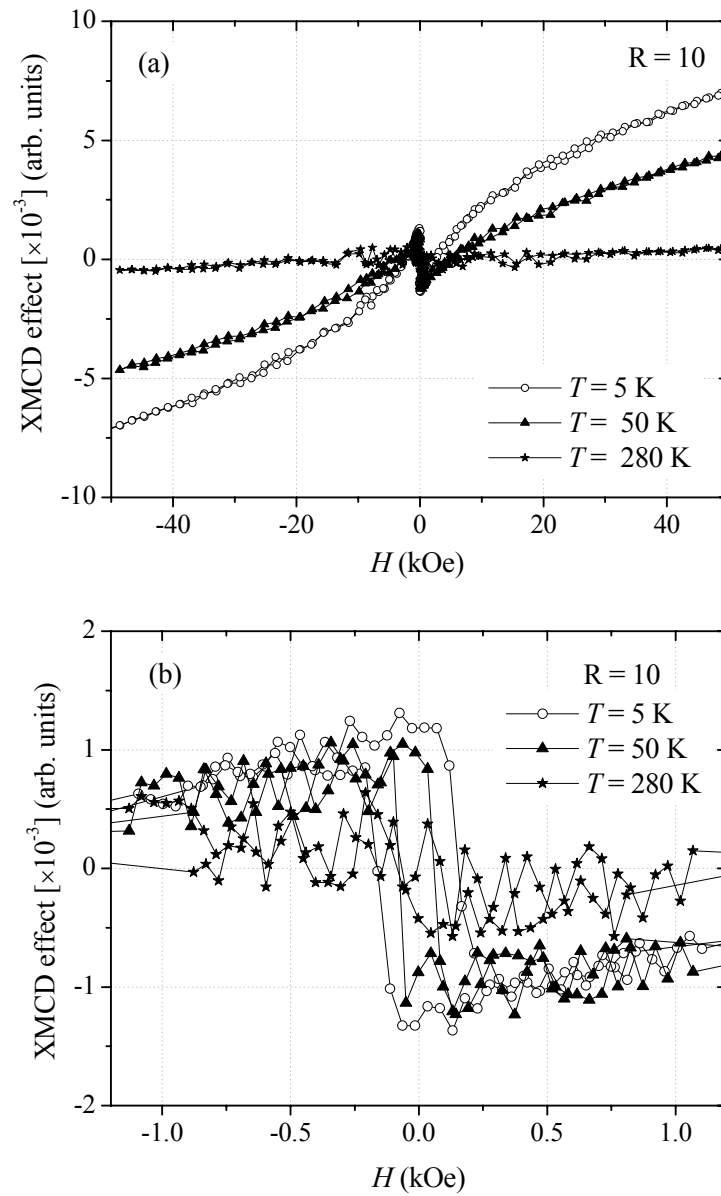 10
(a)
R = 10
5
XMCD effect [×10⁻³] (arb. units)
0
-5
T = 5 K
T = 50 K
T = 280 K
-10
-40
-20
0
20
40
H (kOe)
2
(b)
R = 10
T = 5 K
T = 50 K
T = 280 K
1
XMCD effect [×10⁻³] (arb. units)
0
-1
-2
-1.0
-0.5
0.0
0.5
1.0
H (kOe)